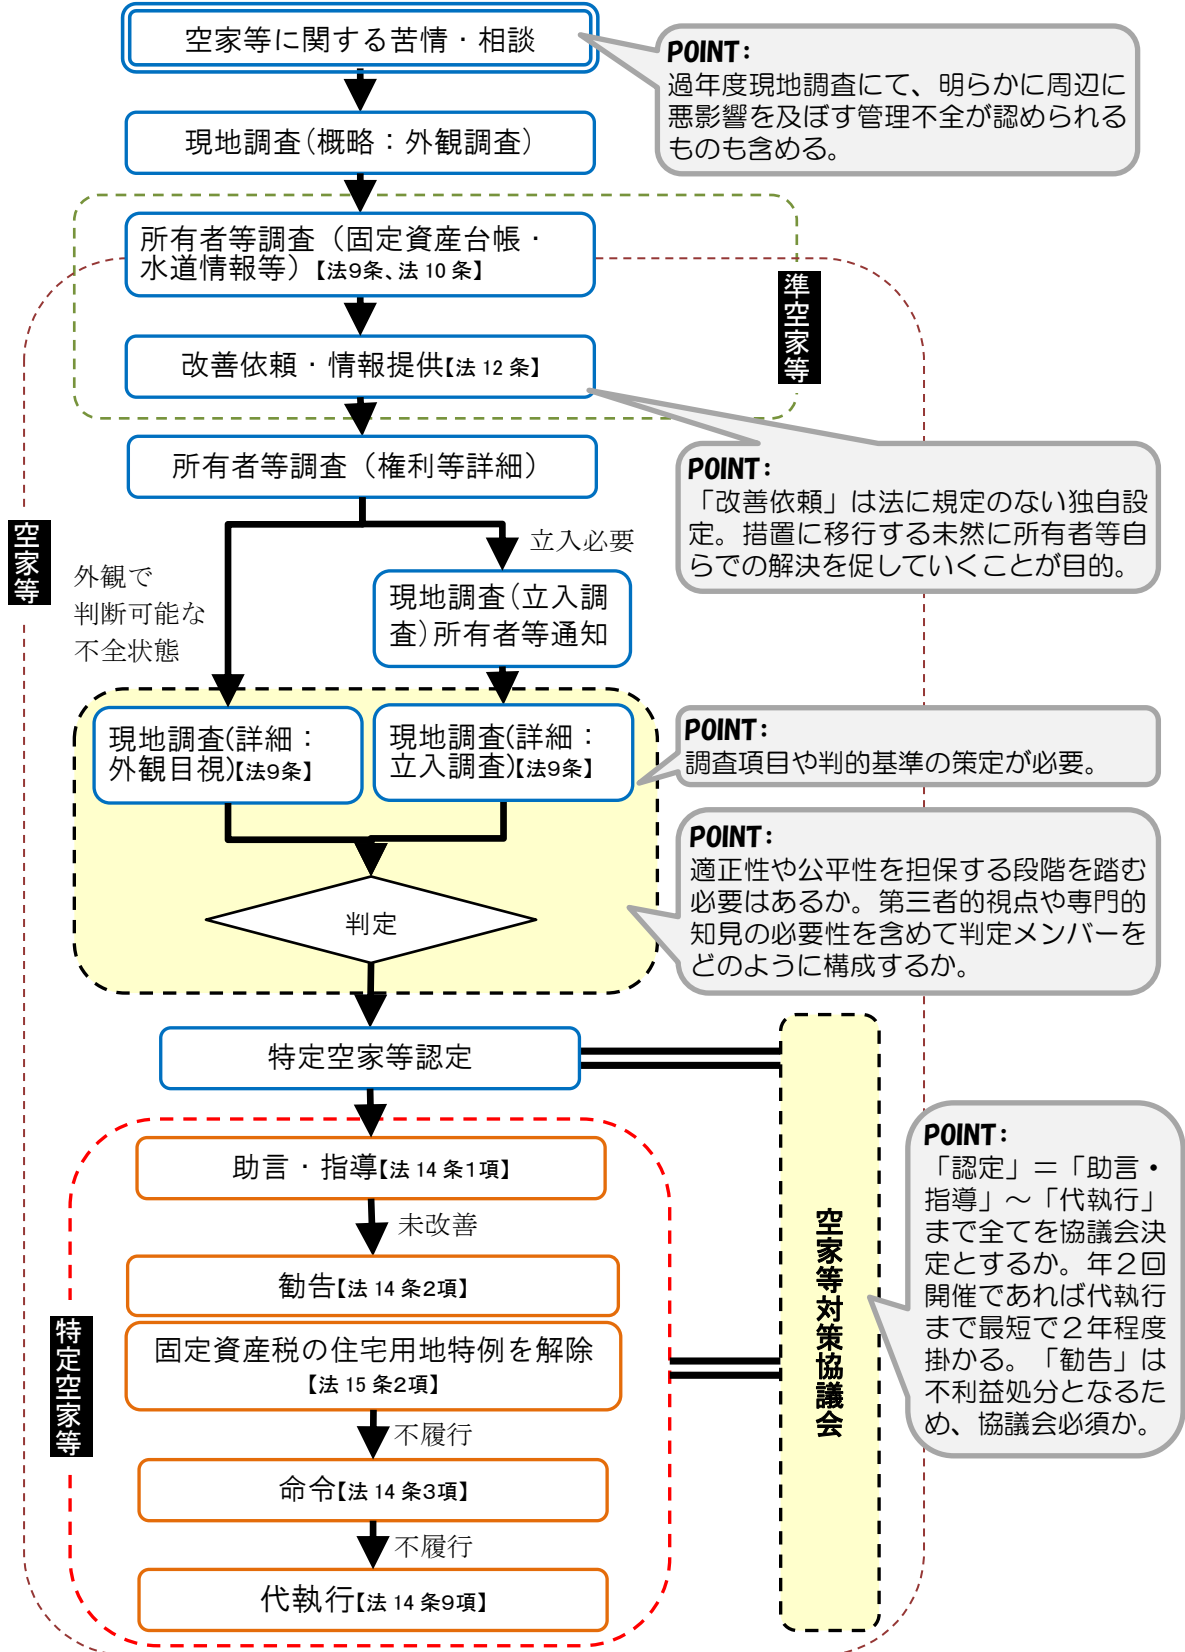 空家等に関する苦情・相談
POINT：
過年度現地調査にて、明らかに周辺に
悪影響を及ぼす管理不全が認められる
ものも含める。
現地調査(概略：外観調査)
所有者等調査（固定資産台帳・
水道情報等）【法９条、法 10 条】
準空家等
改善依頼・情報提供【法 12 条】
POINT：
「改善依頼」は法に規定のない独自設
定。措置に移行する未然に所有者等自
らでの解決を促していくことが目的。
所有者等調査（権利等詳細）
空家等
外観で
判断可能な
不全状態
立入必要
現地調査(立入調
査)所有者等通知
現地調査(詳細：
外観目視)【法９条】
現地調査(詳細：
立入調査)【法９条】
POINT：
調査項目や判的基準の策定が必要。
POINT：
適正性や公平性を担保する段階を踏む
必要はあるか。第三者的視点や専門的
知見の必要性を含めて判定メンバーを
どのように構成するか。
判定
特定空家等認定
空家等対策協議会
POINT：
「認定」＝「助言・
指導」～「代執行」
まで全てを協議会決
定とするか。年２回
開催であれば代執行
まで最短で２年程度
掛かる。「勧告」は
不利益処分となるた
め、協議会必須か。
特定空家等
助言・指導【法 14 条１項】
未改善
勧告【法 14 条２項】
固定資産税の住宅用地特例を解除
【法 15 条２項】
不履行
命令【法 14 条３項】
不履行
代執行【法 14 条９項】